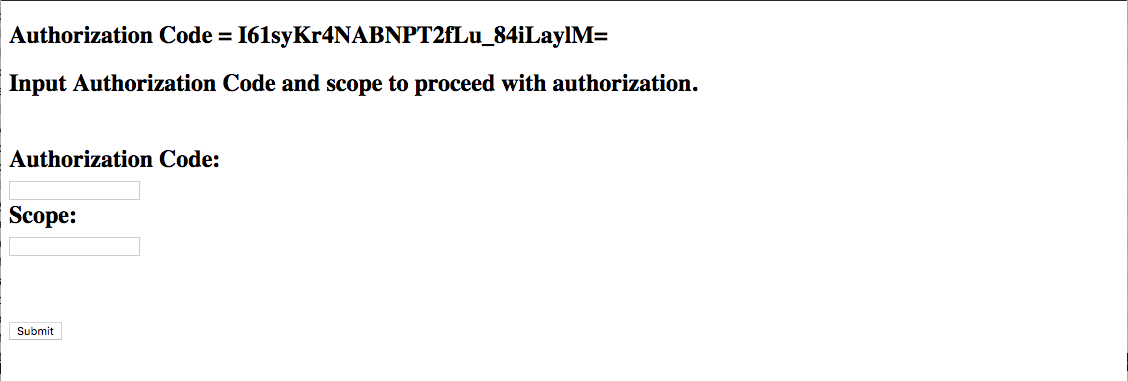 Authorization Code = I61syKr4NABNPT2fLu_84iLaylM=
Input Authorization Code and scope to proceed with authorization.
Authorization Code:
Scope:
Submit